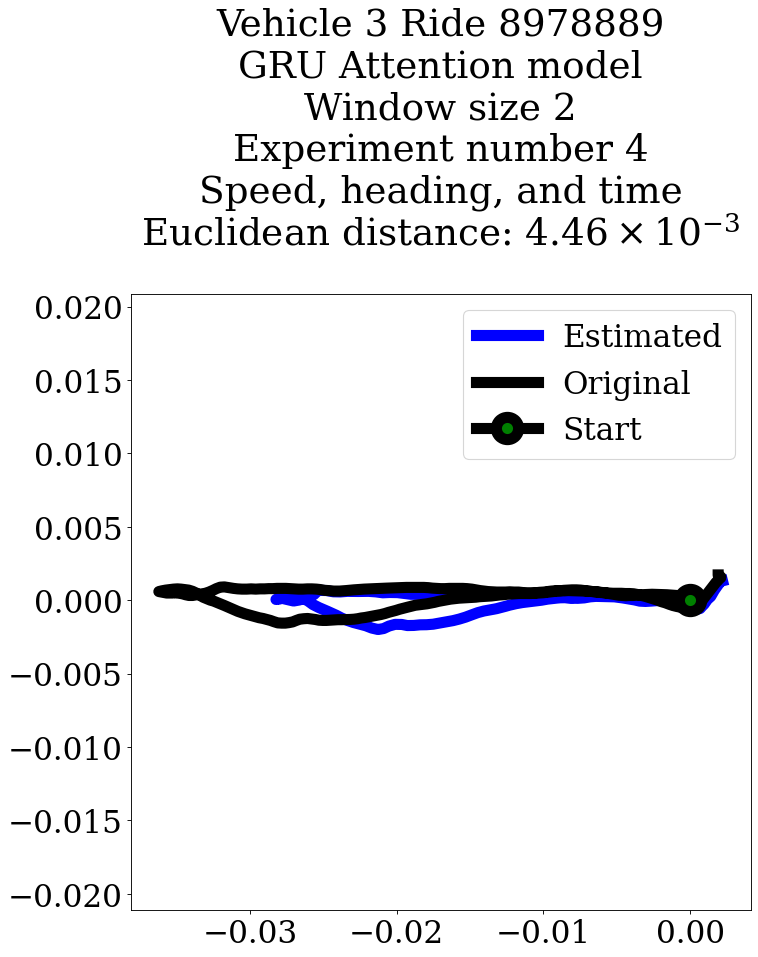 Vehicle 3 Ride 8978889
GRU Attention model
Window size 2
Experiment number 4
Speed, heading, and time
Euclidean distance: 4.46 × 10⁻³
Estimated
Original
Start
0.020
0.015
0.010
0.005
0.000
−0.005
−0.010
−0.015
−0.020
−0.03 −0.02 −0.01 0.00